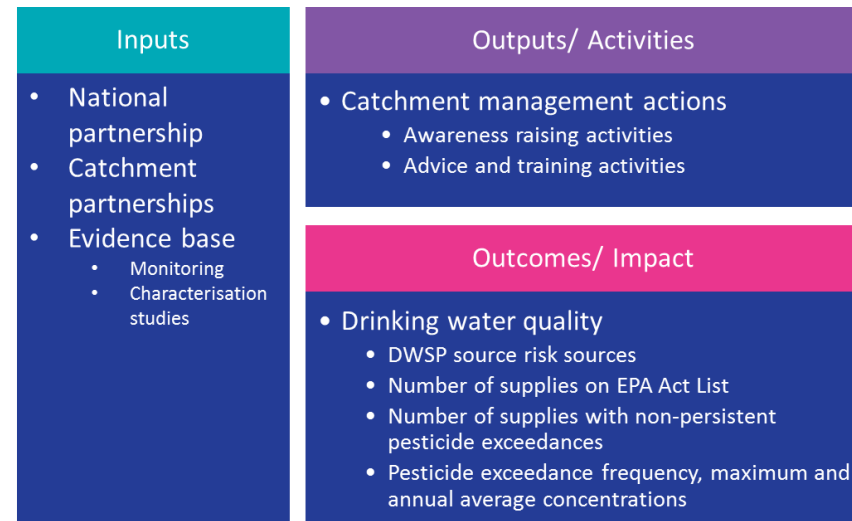 Inputs
• National
partnership
• Catchment
partnerships
• Evidence base
• Monitoring
• Characterisation
studies
Outputs/ Activities
• Catchment management actions
• Awareness raising activities
• Advice and training activities
Outcomes/ Impact
• Drinking water quality
• DWSP source risk sources
• Number of supplies on EPA Act List
• Number of supplies with non-persistent
pesticide exceedances
• Pesticide exceedance frequency, maximum and
annual average concentrations